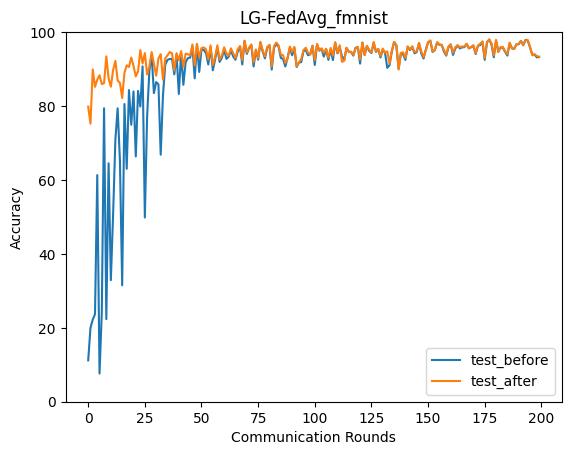 LG-FedAvg_fmnist
100
80
60
40
20
0
Accuracy
0 25 50 75 100 125 150 175 200
Communication Rounds
test_before
test_after